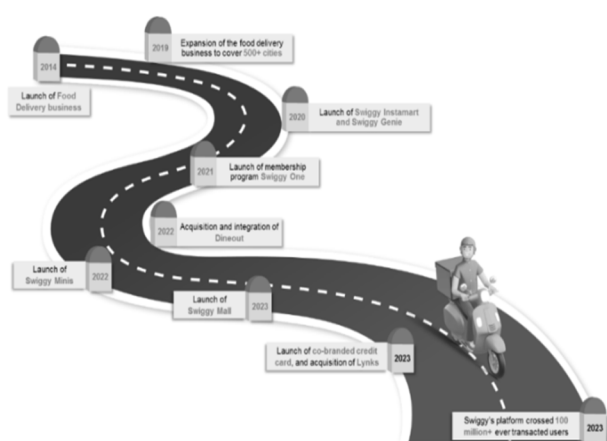 2014
Launch of Food
Delivery business
2019
Expansion of the food delivery
business to cover 500+ cities
2020
Launch of Swiggy Instamart
and Swiggy Genie
2021
Launch of membership
program Swiggy One
2022
Acquisition and integration of
Dineout
Launch of
Swiggy Minis
2022
Launch of
Swiggy Mall
2023
Launch of co-branded credit
card, and acquisition of Lynks
2023
Swiggy's platform crossed 100
million+ ever transacted users
2023